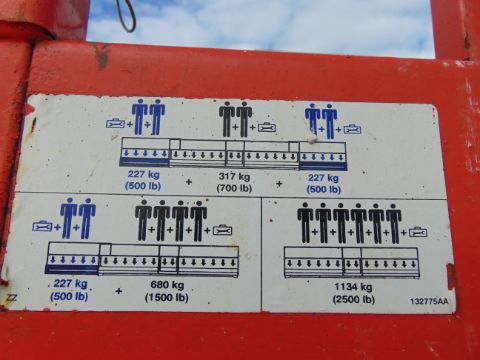 227 kg + 317 kg + 227 kg
(500 lb) (700 lb) (500 lb)
227 kg + 680 kg
(500 lb) (1500 lb)
1134 kg
(2500 lb)
ZZ
132775AA